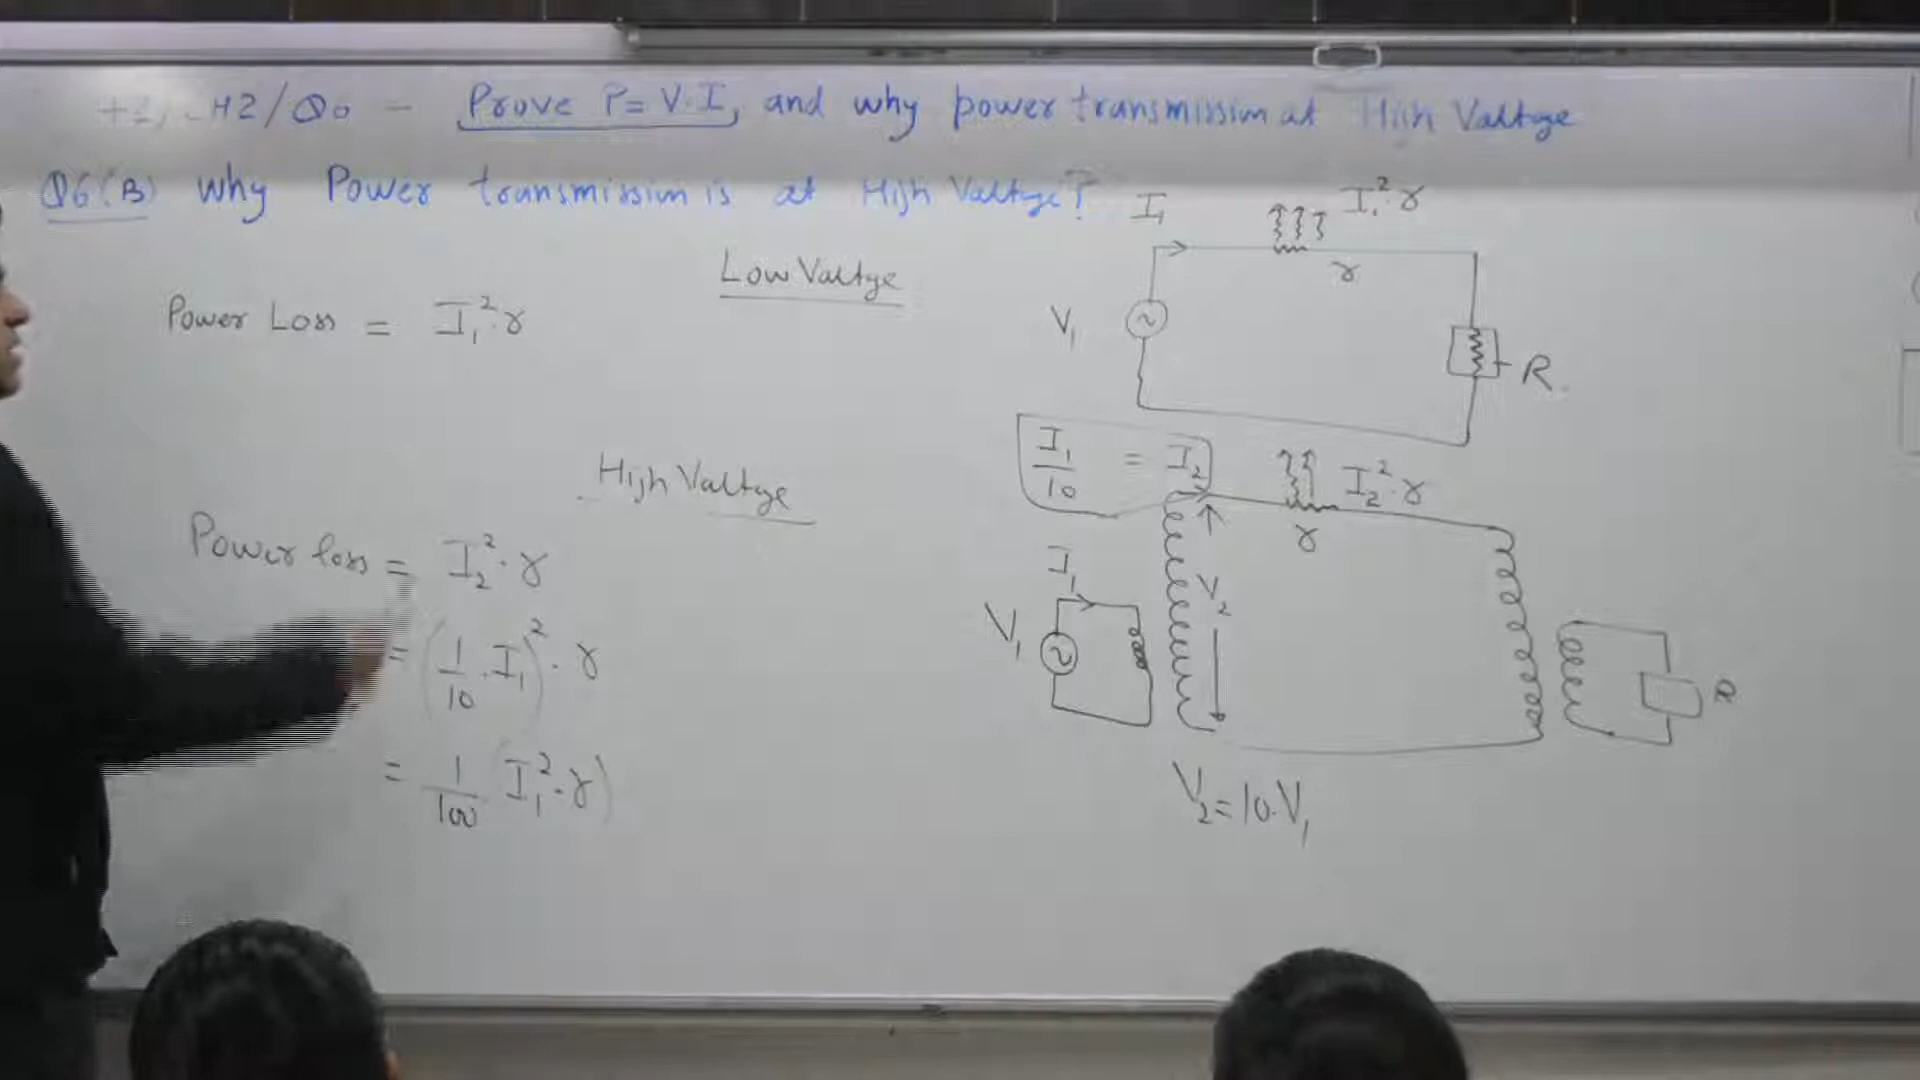 H2/Q6 - Prove P = V.I, and why power transmission at High Valtge
Q6(B) why Power transmission is at High Valtge?
Low Valtge
Power Loss = I₁².r
High Valtge
Power loss = I₂².r
= (1/10 . I₁)² . r
= 1/100 (I₁².r)
I₁
I₁².r
r
V₁
R
I₁/10 = I₂
I₂².r
r
I₁
V₁
V₂
R
V₂ = 10.V₁